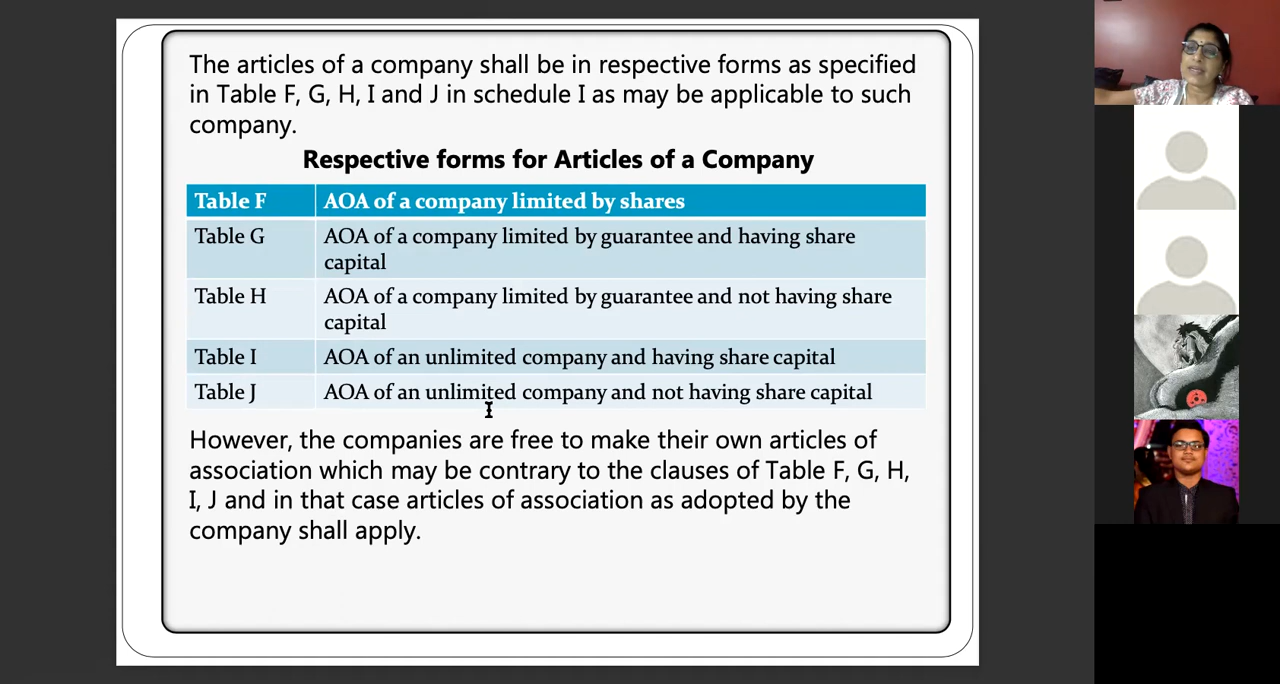 The articles of a company shall be in respective forms as specified
in Table F, G, H, I and J in schedule I as may be applicable to such
company.
Respective forms for Articles of a Company
Table F AOA of a company limited by shares
Table G AOA of a company limited by guarantee and having share
capital
Table H AOA of a company limited by guarantee and not having share
capital
Table I AOA of an unlimited company and having share capital
Table J AOA of an unlimited company and not having share capital
However, the companies are free to make their own articles of
association which may be contrary to the clauses of Table F, G, H,
I, J and in that case articles of association as adopted by the
company shall apply.